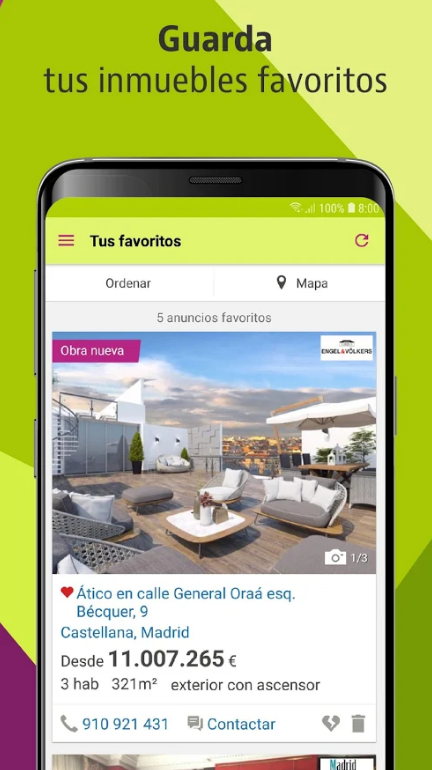 Guarda
tus inmuebles favoritos
100% 8:00
Tus favoritos
Ordenar
Mapa
5 anuncios favoritos
Obra nueva
ENGEL&VÖLKERS
1/3
Ático en calle General Oraá esq.
Bécquer, 9
Castellana, Madrid
Desde 11.007.265 €
3 hab 321m² exterior con ascensor
910 921 431 Contactar
Madrid